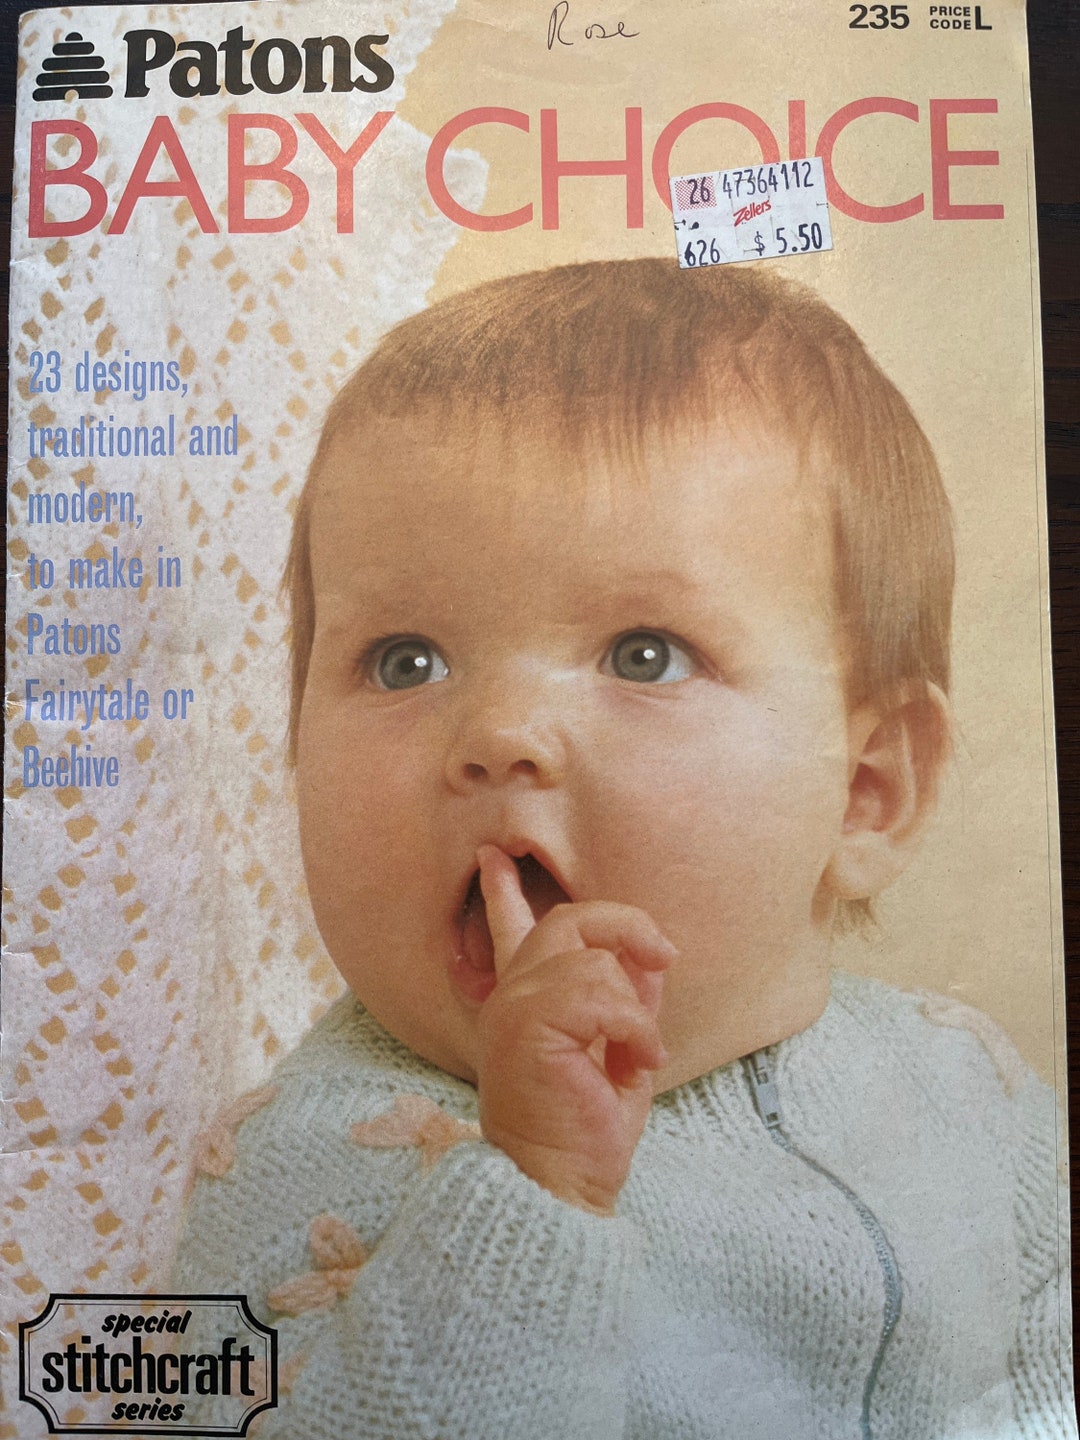 Rose
235 PRICE CODE L
Patons
BABY CHOICE
26 47364112
Zellers
626 $ 5.50
23 designs,
traditional and
modern,
to make in
Patons
Fairytale or
Beehive
special
stitchcraft
series